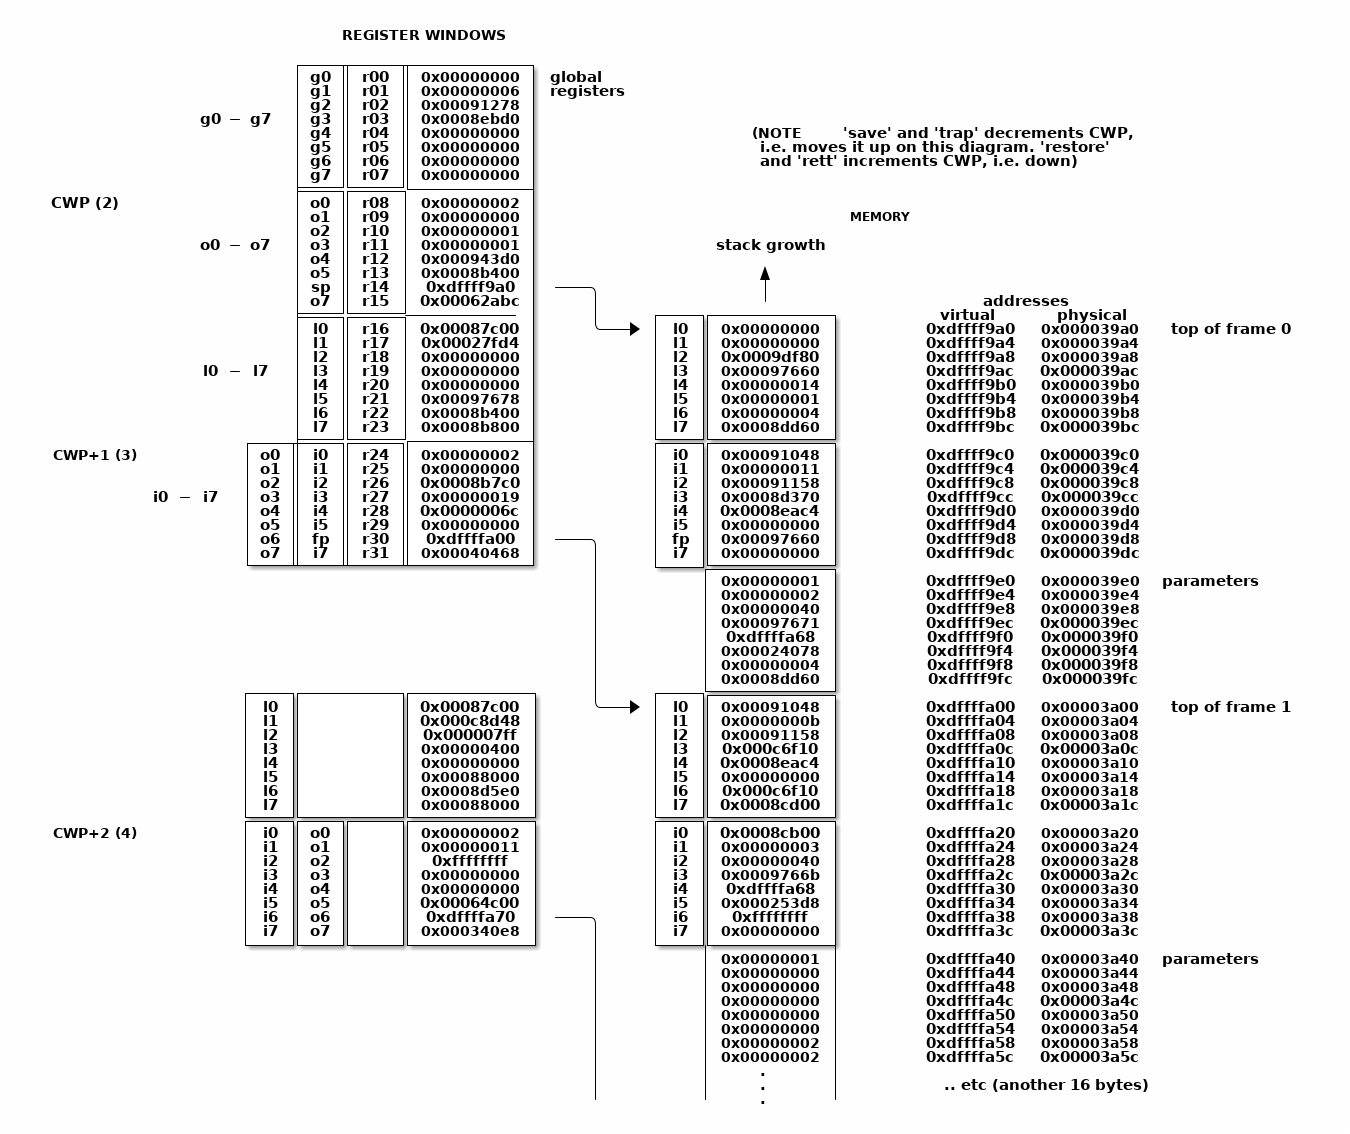 REGISTER WINDOWS
g0 r00 0x00000000 global
g1 r01 0x00000006 registers
g2 r02 0x00091278
g0 — g7 g3 r03 0x0008ebd0
g4 r04 0x00000000 (NOTE 'save' and 'trap' decrements CWP,
g5 r05 0x00000000 i.e. moves it up on this diagram. 'restore'
g6 r06 0x00000000 and 'rett' increments CWP, i.e. down)
g7 r07 0x00000000
CWP (2) o0 r08 0x00000002
o1 r09 0x00000000 MEMORY
o2 r10 0x00000001
o0 — o7 o3 r11 0x00000001 stack growth
o4 r12 0x000943d0
o5 r13 0x0008b400
sp r14 0xdffff9a0
o7 r15 0x00062abc addresses
virtual physical
l0 r16 0x00087c00 l0 0x00000000 0xdffff9a0 0x000039a0 top of frame 0
l1 r17 0x00027fd4 l1 0x00000000 0xdffff9a4 0x000039a4
l2 r18 0x00000000 l2 0x0009df80 0xdffff9a8 0x000039a8
l0 — l7 l3 r19 0x00000000 l3 0x00097660 0xdffff9ac 0x000039ac
l4 r20 0x00000000 l4 0x00000014 0xdffff9b0 0x000039b0
l5 r21 0x00097678 l5 0x00000001 0xdffff9b4 0x000039b4
l6 r22 0x0008b400 l6 0x00000004 0xdffff9b8 0x000039b8
l7 r23 0x0008b800 l7 0x0008dd60 0xdffff9bc 0x000039bc
CWP+1 (3) o0 i0 r24 0x00000002 i0 0x00091048 0xdffff9c0 0x000039c0
o1 i1 r25 0x00000000 i1 0x00000011 0xdffff9c4 0x000039c4
o2 i2 r26 0x0008b7c0 i2 0x00091158 0xdffff9c8 0x000039c8
i0 — i7 o3 i3 r27 0x00000019 i3 0x0008d370 0xdffff9cc 0x000039cc
o4 i4 r28 0x0000006c i4 0x0008eac4 0xdffff9d0 0x000039d0
o5 i5 r29 0x00000000 i5 0x00000000 0xdffff9d4 0x000039d4
o6 fp r30 0xdffffa00 fp 0x00097660 0xdffff9d8 0x000039d8
o7 i7 r31 0x00040468 i7 0x00000000 0xdffff9dc 0x000039dc
0x00000001 0xdffff9e0 0x000039e0 parameters
0x00000002 0xdffff9e4 0x000039e4
0x00000040 0xdffff9e8 0x000039e8
0x00097671 0xdffff9ec 0x000039ec
0xdffffa68 0xdffff9f0 0x000039f0
0x00024078 0xdffff9f4 0x000039f4
0x00000004 0xdffff9f8 0x000039f8
0x0008dd60 0xdffff9fc 0x000039fc
l0 0x00087c00 l0 0x00091048 0xdffffa00 0x00003a00 top of frame 1
l1 0x000c8d48 l1 0x0000000b 0xdffffa04 0x00003a04
l2 0x000007ff l2 0x00091158 0xdffffa08 0x00003a08
l3 0x00000400 l3 0x000c6f10 0xdffffa0c 0x00003a0c
l4 0x00000000 l4 0x0008eac4 0xdffffa10 0x00003a10
l5 0x00088000 l5 0x00000000 0xdffffa14 0x00003a14
l6 0x0008d5e0 l6 0x000c6f10 0xdffffa18 0x00003a18
l7 0x00088000 l7 0x0008cd00 0xdffffa1c 0x00003a1c
CWP+2 (4) i0 o0 0x00000002 i0 0x0008cb00 0xdffffa20 0x00003a20
i1 o1 0x00000011 i1 0x00000003 0xdffffa24 0x00003a24
i2 o2 0xffffffff i2 0x00000040 0xdffffa28 0x00003a28
i3 o3 0x00000000 i3 0x0009766b 0xdffffa2c 0x00003a2c
i4 o4 0x00000000 i4 0xdffffa68 0xdffffa30 0x00003a30
i5 o5 0x00064c00 i5 0x000253d8 0xdffffa34 0x00003a34
i6 o6 0xdffffa70 i6 0xffffffff 0xdffffa38 0x00003a38
i7 o7 0x000340e8 i7 0x00000000 0xdffffa3c 0x00003a3c
0x00000001 0xdffffa40 0x00003a40 parameters
0x00000000 0xdffffa44 0x00003a44
0x00000000 0xdffffa48 0x00003a48
0x00000000 0xdffffa4c 0x00003a4c
0x00000000 0xdffffa50 0x00003a50
0x00000000 0xdffffa54 0x00003a54
0x00000002 0xdffffa58 0x00003a58
0x00000002 0xdffffa5c 0x00003a5c
.
. .. etc (another 16 bytes)
.